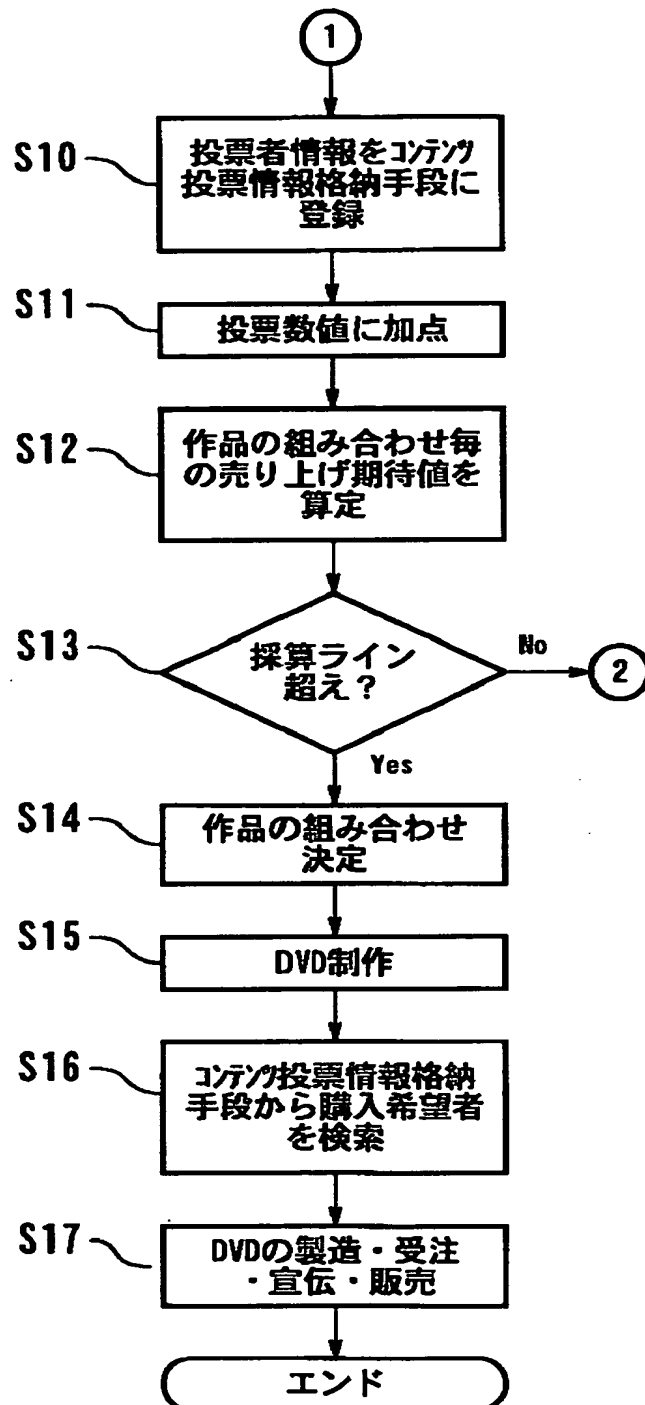 1
S10
投票者情報をｺﾝﾃﾝﾂ
投票情報格納手段に
登録
S11
投票数値に加点
S12
作品の組み合わせ毎
の売り上げ期待値を
算定
S13
採算ライン
超え？
No
2
Yes
S14
作品の組み合わせ
決定
S15
DVD制作
S16
ｺﾝﾃﾝﾂ投票情報格納
手段から購入希望者
を検索
S17
DVDの製造・受注
・宣伝・販売
エンド